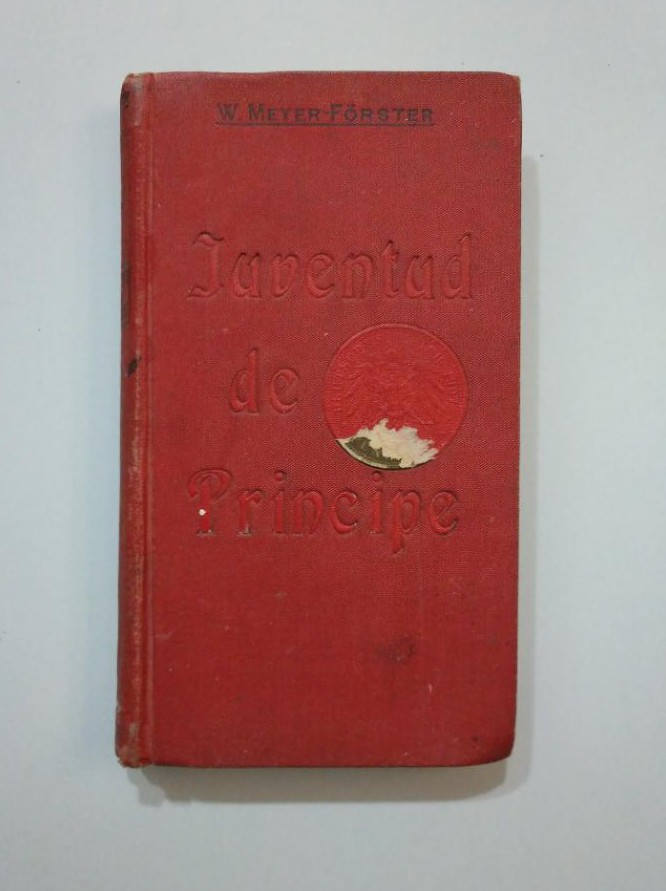 W. MEYER-FÖRSTER
Juventud
de
Principe